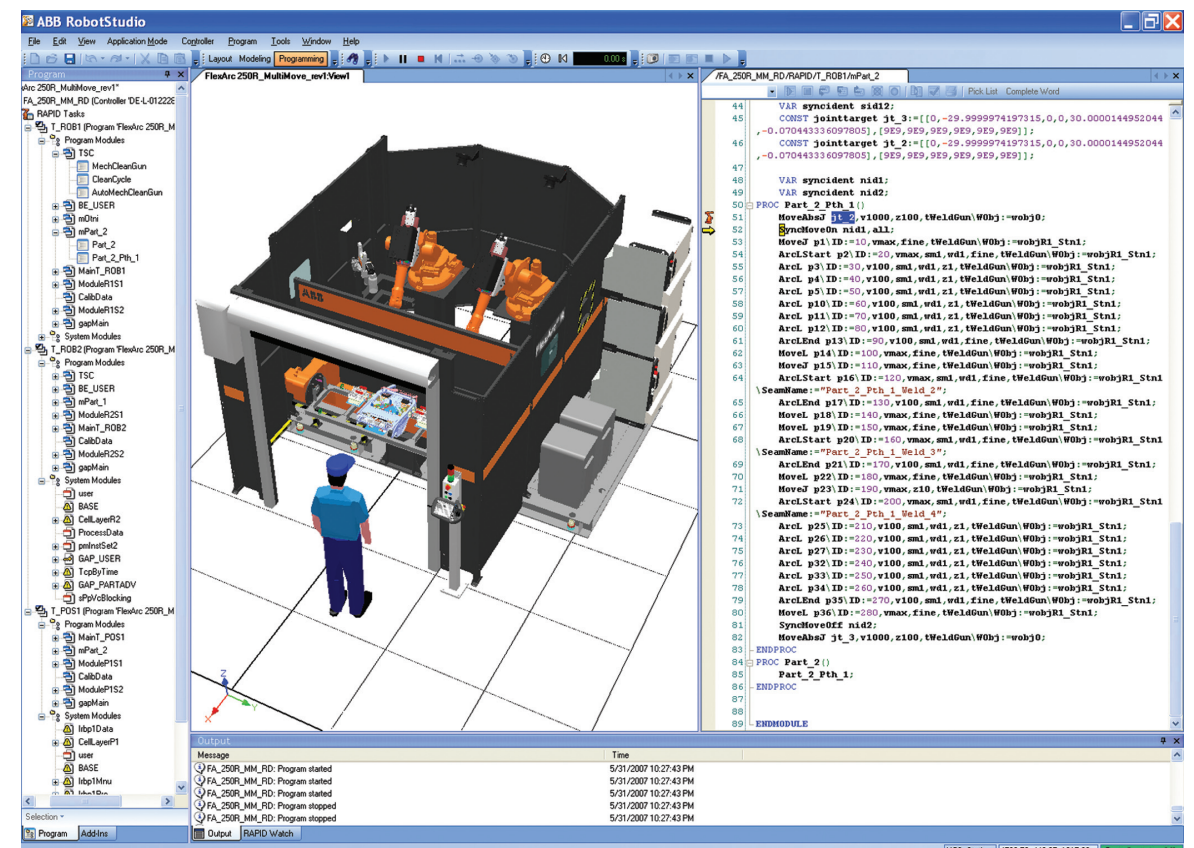 ABB RobotStudio
File Edit View Application Mode Controller Program Tools Window Help
Layout Modeling Programming 0.00 s
Program
FlexArc 250R_MultiMove_rev1:View1
/FA_250R_MM_RD/RAPID/T_ROB1/mPart_2
Pick List Complete Word
Arc 250R_MultiMove_rev1"
FA_250R_MM_RD (Controller 'DE-L-012228
RAPID Tasks
T_ROB1 (Program 'FlexArc 250R_M
Program Modules
TSC
MechCleanGun
CleanCycle
AutoMechCleanGun
BE_USER
m0tni
mPart_2
Part_2
Part_2_Pth_1
MainT_ROB1
ModuleR1S1
CalibData
ModuleR1S2
gapMain
System Modules
T_ROB2 (Program 'FlexArc 250R_M
Program Modules
TSC
BE_USER
mPart_1
ModuleR2S1
MainT_ROB2
CalibData
ModuleR2S2
gapMain
System Modules
user
BASE
CellLayerR2
ProcessData
pmInstSet2
GAP_USER
TcpByTime
GAP_PARTADV
sPpVcBlocking
T_POS1 (Program 'FlexArc 250R_M
Program Modules
MainT_POS1
mPart_2
ModuleP1S1
CalibData
ModuleP1S2
gapMain
System Modules
Irbp1Data
CellLayerP1
user
BASE
Irbp1Mnu
Selection
Program Add-Ins
ABB
Z
Y
X
44 VAR syncident sid12;
45 CONST jointtarget jt_3:=[[0,-29.9999974197315,0,0,30.0000144952044
,-0.070443336097805],[9E9,9E9,9E9,9E9,9E9,9E9]];
46 CONST jointtarget jt_2:=[[0,-29.9999974197315,0,0,30.0000144952044
,-0.070443336097805],[9E9,9E9,9E9,9E9,9E9,9E9]];
47
48 VAR syncident nid1;
49 VAR syncident nid2;
50 PROC Part_2_Pth_1()
51 MoveAbsJ jt_2,v1000,z100,tWeldGun\WObj:=wobj0;
52 SyncMoveOn nid1,all;
53 MoveJ p1\ID:=10,vmax,fine,tWeldGun\WObj:=wobjR1_Stn1;
54 ArcLStart p2\ID:=20,vmax,sm1,wd1,fine,tWeldGun\WObj:=wobjR1_Stn1;
55 ArcL p3\ID:=30,v100,sm1,wd1,z1,tWeldGun\WObj:=wobjR1_Stn1;
56 ArcL p4\ID:=40,v100,sm1,wd1,z1,tWeldGun\WObj:=wobjR1_Stn1;
57 ArcL p5\ID:=50,v100,sm1,wd1,z1,tWeldGun\WObj:=wobjR1_Stn1;
58 ArcL p10\ID:=60,v100,sm1,wd1,z1,tWeldGun\WObj:=wobjR1_Stn1;
59 ArcL p11\ID:=70,v100,sm1,wd1,z1,tWeldGun\WObj:=wobjR1_Stn1;
60 ArcL p12\ID:=80,v100,sm1,wd1,z1,tWeldGun\WObj:=wobjR1_Stn1;
61 ArcLEnd p13\ID:=90,v100,sm1,wd1,fine,tWeldGun\WObj:=wobjR1_Stn1;
62 MoveL p14\ID:=100,vmax,fine,tWeldGun\WObj:=wobjR1_Stn1;
63 MoveJ p15\ID:=110,vmax,fine,tWeldGun\WObj:=wobjR1_Stn1;
64 ArcLStart p16\ID:=120,vmax,sm1,wd1,fine,tWeldGun\WObj:=wobjR1_Stn1
\SeamName:="Part_2_Pth_1_Weld_2";
65 ArcLEnd p17\ID:=130,v100,sm1,wd1,fine,tWeldGun\WObj:=wobjR1_Stn1;
66 MoveL p18\ID:=140,vmax,fine,tWeldGun\WObj:=wobjR1_Stn1;
67 MoveL p19\ID:=150,vmax,fine,tWeldGun\WObj:=wobjR1_Stn1;
68 ArcLStart p20\ID:=160,vmax,sm1,wd1,fine,tWeldGun\WObj:=wobjR1_Stn1
\SeamName:="Part_2_Pth_1_Weld_3";
69 ArcLEnd p21\ID:=170,v100,sm1,wd1,fine,tWeldGun\WObj:=wobjR1_Stn1;
70 MoveL p22\ID:=180,vmax,fine,tWeldGun\WObj:=wobjR1_Stn1;
71 MoveJ p23\ID:=190,vmax,z10,tWeldGun\WObj:=wobjR1_Stn1;
72 ArcLStart p24\ID:=200,vmax,sm1,wd1,fine,tWeldGun\WObj:=wobjR1_Stn1
\SeamName:="Part_2_Pth_1_Weld_4";
73 ArcL p25\ID:=210,v100,sm1,wd1,z1,tWeldGun\WObj:=wobjR1_Stn1;
74 ArcL p26\ID:=220,v100,sm1,wd1,z1,tWeldGun\WObj:=wobjR1_Stn1;
75 ArcL p27\ID:=230,v100,sm1,wd1,z1,tWeldGun\WObj:=wobjR1_Stn1;
76 ArcL p32\ID:=240,v100,sm1,wd1,z1,tWeldGun\WObj:=wobjR1_Stn1;
77 ArcL p33\ID:=250,v100,sm1,wd1,z1,tWeldGun\WObj:=wobjR1_Stn1;
78 ArcL p34\ID:=260,v100,sm1,wd1,z1,tWeldGun\WObj:=wobjR1_Stn1;
79 ArcLEnd p35\ID:=270,v100,sm1,wd1,fine,tWeldGun\WObj:=wobjR1_Stn1;
80 MoveL p36\ID:=280,vmax,fine,tWeldGun\WObj:=wobjR1_Stn1;
81 SyncMoveOff nid2;
82 MoveAbsJ jt_3,v1000,z100,tWeldGun\WObj:=wobj0;
83 ENDPROC
84 PROC Part_2()
85 Part_2_Pth_1;
86 ENDPROC
87
88
89 ENDMODULE
Output
Message Time
FA_250R_MM_RD: Program started 5/31/2007 10:27:43 PM
FA_250R_MM_RD: Program started 5/31/2007 10:27:43 PM
FA_250R_MM_RD: Program started 5/31/2007 10:27:43 PM
FA_250R_MM_RD: Program stopped 5/31/2007 10:27:43 PM
FA_250R_MM_RD: Program stopped 5/31/2007 10:27:43 PM
Output RAPID Watch